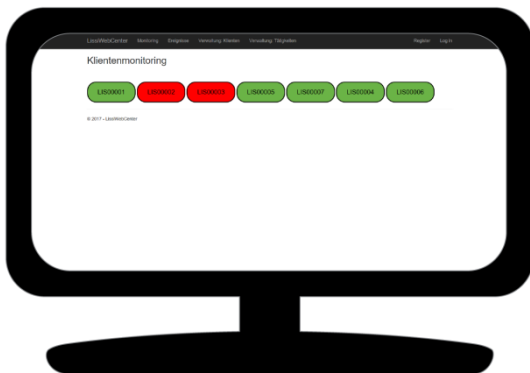 LissWebCenter Monitoring Ereignisse Verwaltung: Klienten Verwaltung: Tätigkeiten Register Log in
Klientenmonitoring
LIS00001 LIS00002 LIS00003 LIS00005 LIS00007 LIS00004 LIS00006
© 2017 - LissWebCenter